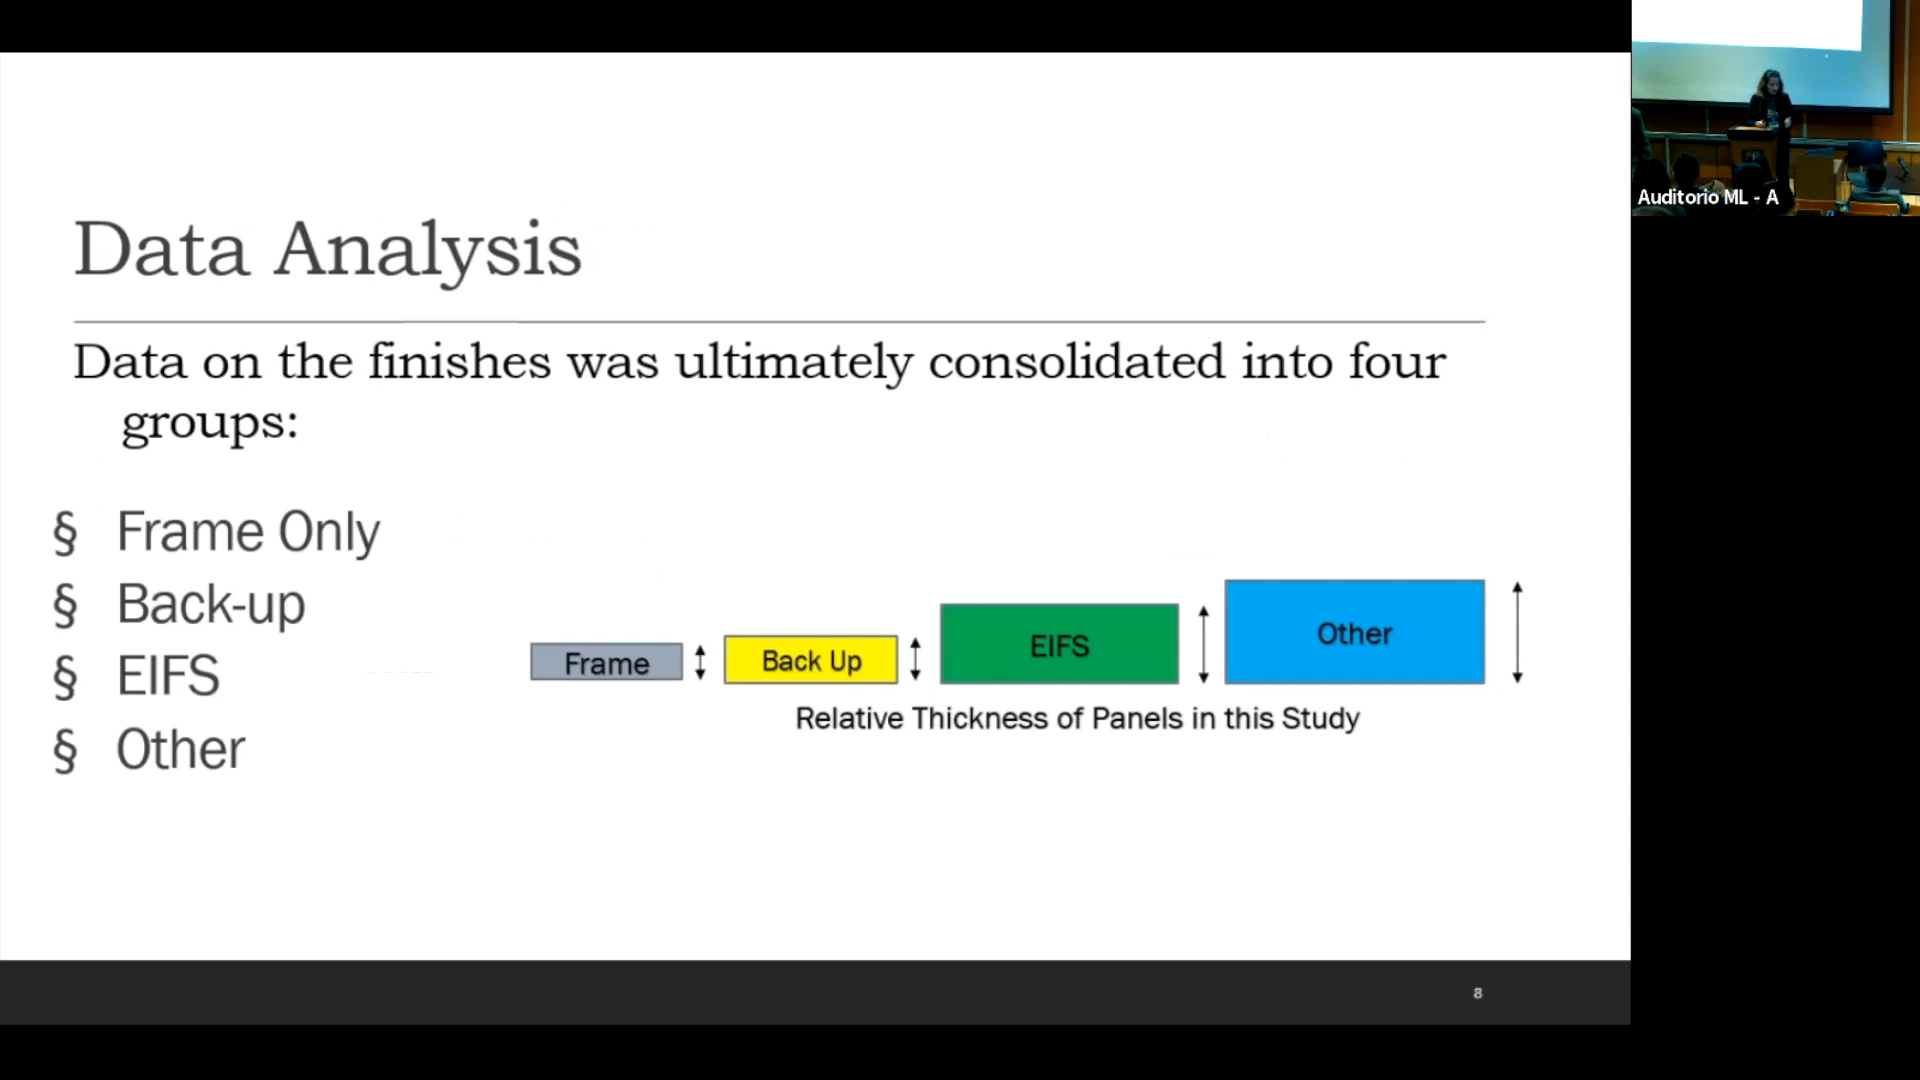 Data Analysis
Data on the finishes was ultimately consolidated into four
groups:
§ Frame Only
§ Back-up
§ EIFS
§ Other
Frame
Back Up
EIFS
Other
Relative Thickness of Panels in this Study
8
Auditorio ML - A